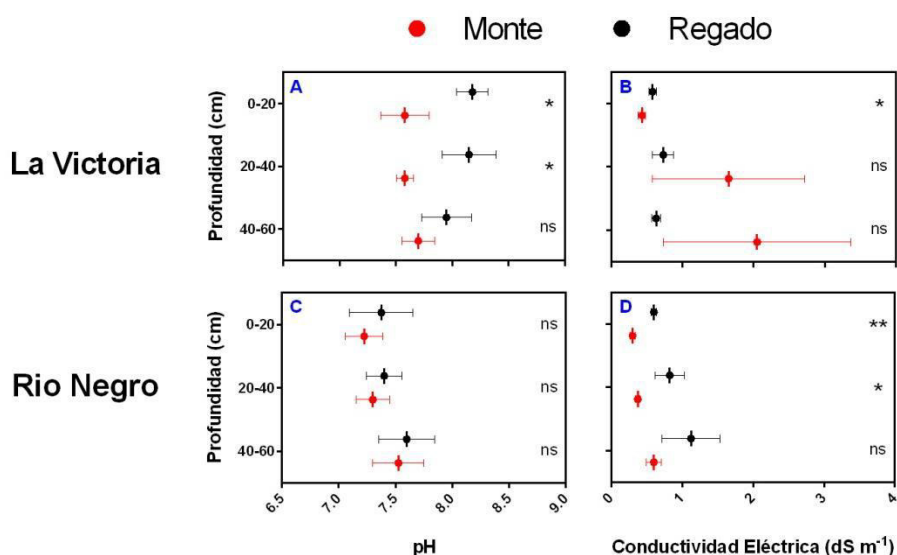 Monte Regado
La Victoria
Profundidad (cm)
A
0-20
20-40
40-60
*
*
ns
B
*
ns
ns
Rio Negro
Profundidad (cm)
C
0-20
20-40
40-60
ns
ns
ns
D
**
*
ns
6.5 7.0 7.5 8.0 8.5 9.0
pH
0 1 2 3 4
Conductividad Eléctrica (dS m⁻¹)